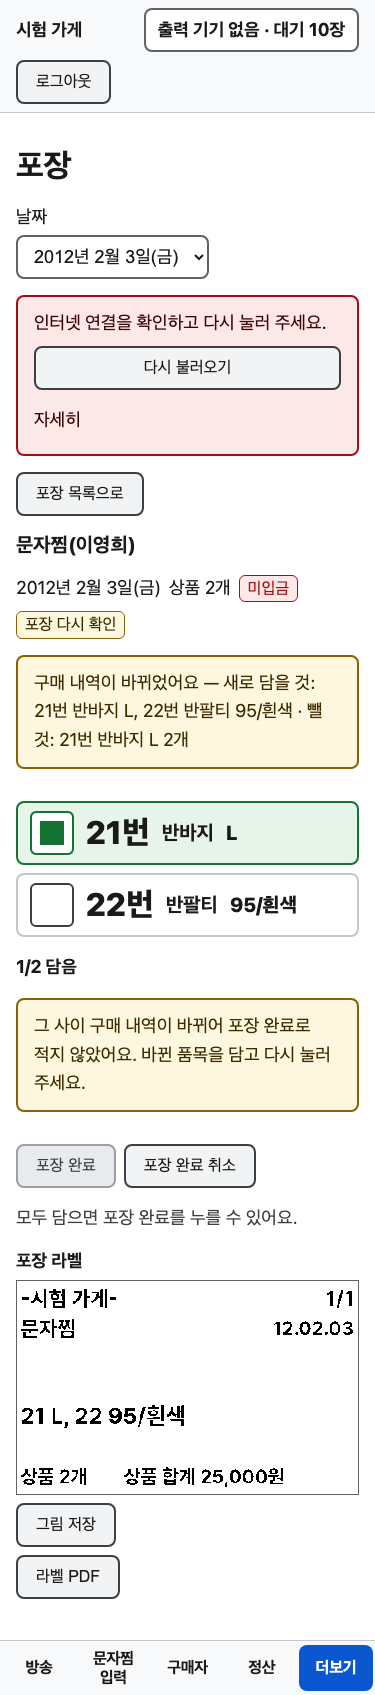 시험 가게
출력 기기 없음 · 대기 10장
로그아웃
포장
날짜
2012년 2월 3일(금)
인터넷 연결을 확인하고 다시 눌러 주세요.
다시 불러오기
자세히
포장 목록으로
문자찜(이영희)
2012년 2월 3일(금) 상품 2개 미입금
포장 다시 확인
구매 내역이 바뀌었어요 — 새로 담을 것:
21번 반바지 L, 22번 반팔티 95/흰색 · 뺄
것: 21번 반바지 L 2개
21번 반바지 L
22번 반팔티 95/흰색
1/2 담음
그 사이 구매 내역이 바뀌어 포장 완료로
적지 않았어요. 바뀐 품목을 담고 다시 눌러
주세요.
포장 완료
포장 완료 취소
모두 담으면 포장 완료를 누를 수 있어요.
포장 라벨
-시험 가게- 1/1
문자찜 12.02.03
21 L, 22 95/흰색
상품 2개 상품 합계 25,000원
그림 저장
라벨 PDF
방송
문자찜
입력
구매자
정산
더보기